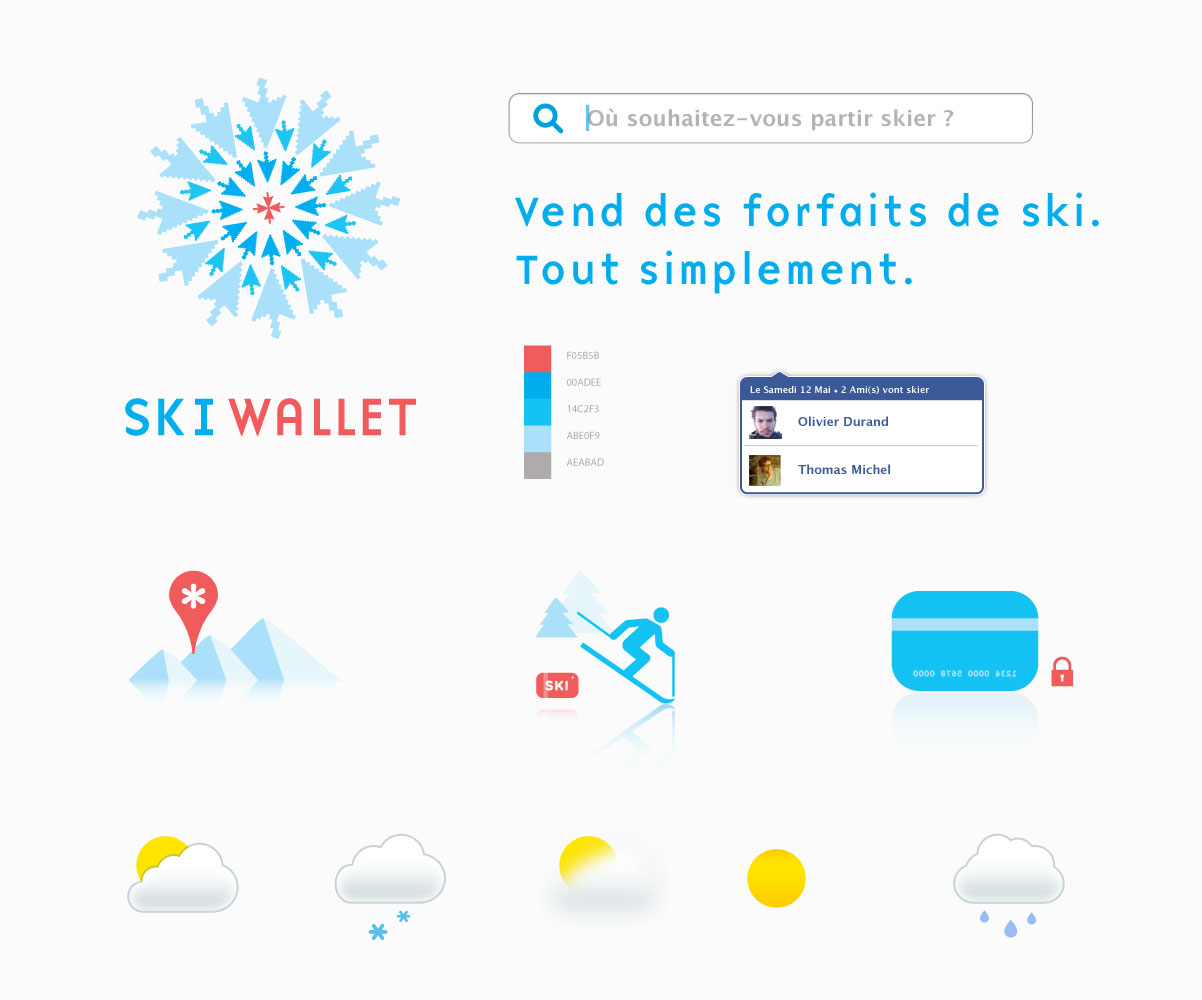 Où souhaitez-vous partir skier ?
Vend des forfaits de ski.
Tout simplement.
SKI WALLET
F05B5B
00ADEE
14C2F3
ABE0F9
AEABAD
Le Samedi 12 Mai • 2 Ami(s) vont skier
Olivier Durand
Thomas Michel
SKI
1234 0000 5678 0000